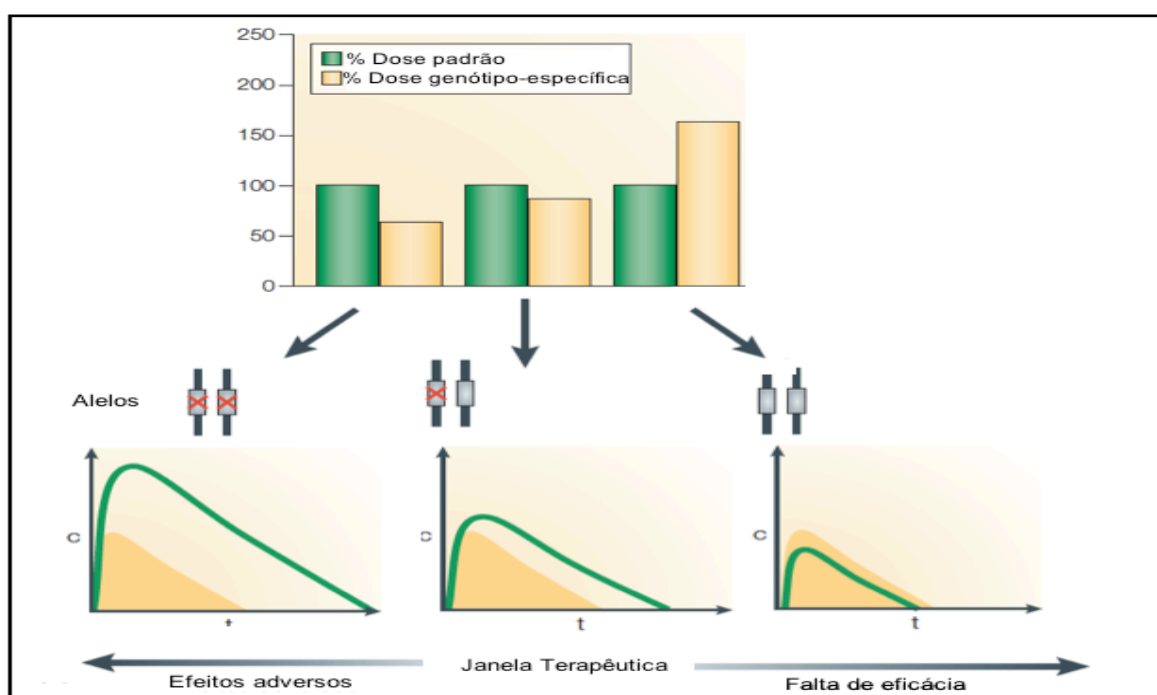 250
% Dose padrão
% Dose genótipo-específica
200
150
100
50
0
Alelos
c
c
c
t
t
t
Janela Terapêutica
Efeitos adversos
Falta de eficácia